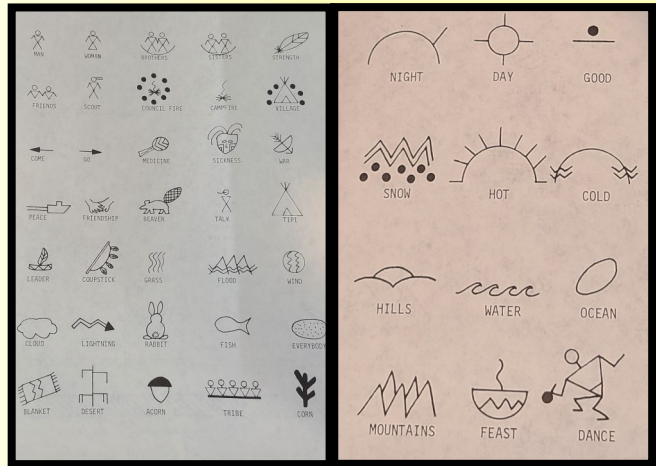 MAN WOMAN BROTHERS SISTERS STRENGTH
FRIENDS SCOUT COUNCIL FIRE CAMPFIRE VILLAGE
COME GO MEDICINE SICKNESS WAR
PEACE FRIENDSHIP BEAVER TALK TIPI
LEADER COUPSTICK GRASS FLOOD WIND
CLOUD LIGHTNING RABBIT FISH EVERYBODY
BLANKET DESERT ACORN TRIBE CORN
NIGHT DAY GOOD
SNOW HOT COLD
HILLS WATER OCEAN
MOUNTAINS FEAST DANCE